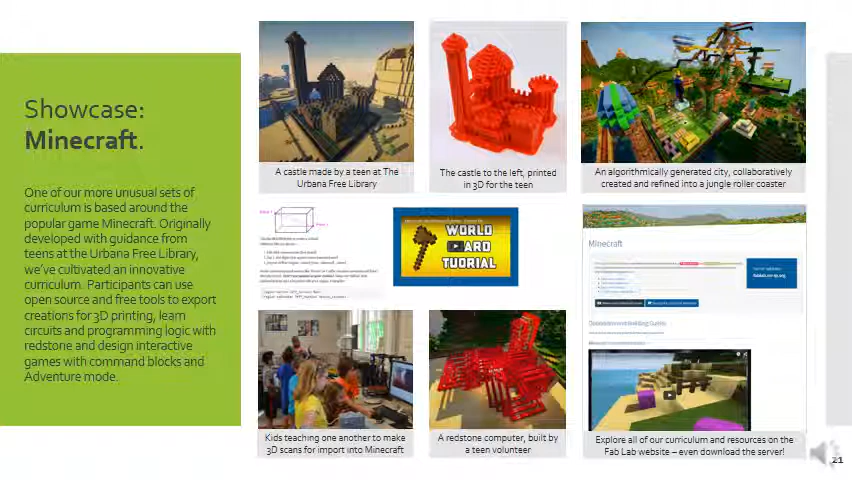 Showcase:
Minecraft.
One of our more unusual sets of
curriculum is based around the
popular game Minecraft. Originally
developed with guidance from
teens at the Urbana Free Library,
we've cultivated an innovative
curriculum. Participants can use
open source and free tools to export
creations for 3D printing, learn
circuits and programming logic with
redstone and design interactive
games with command blocks and
Adventure mode.
A castle made by a teen at The
Urbana Free Library
The castle to the left, printed
in 3D for the teen
An algorithmically generated city, collaboratively
created and refined into a jungle roller coaster
WORLD
TUTORIAL
Minecraft
Kids teaching one another to make
3D scans for import into Minecraft
A redstone computer, built by
a teen volunteer
Explore all of our curriculum and resources on the
Fab Lab website – even download the server!
21